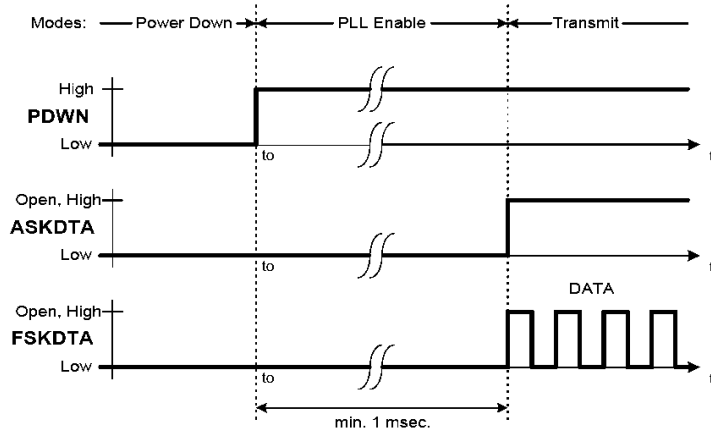 Modes: Power Down PLL Enable Transmit
High
PDWN
Low
to
t
Open, High
ASKDTA
Low
to
t
DATA
Open, High
FSKDTA
Low
to
t
min. 1 msec.